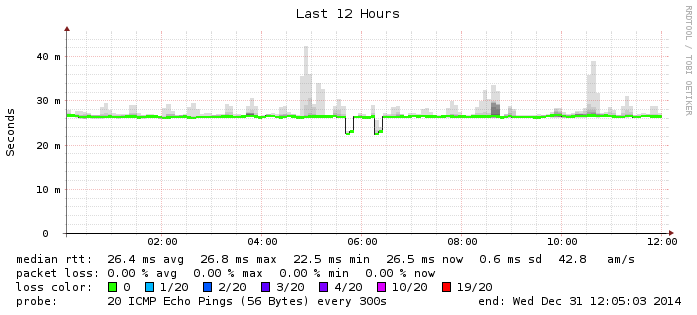 Last 12 Hours
RRDTOOL / TOBI OETIKER
Seconds
40 m
30 m
20 m
10 m
0
02:00 04:00 06:00 08:00 10:00 12:00
median rtt: 26.4 ms avg 26.8 ms max 22.5 ms min 26.5 ms now 0.6 ms sd 42.8 am/s
packet loss: 0.00 % avg 0.00 % max 0.00 % min 0.00 % now
loss color: 0 1/20 2/20 3/20 4/20 10/20 19/20
probe: 20 ICMP Echo Pings (56 Bytes) every 300s end: Wed Dec 31 12:05:03 2014